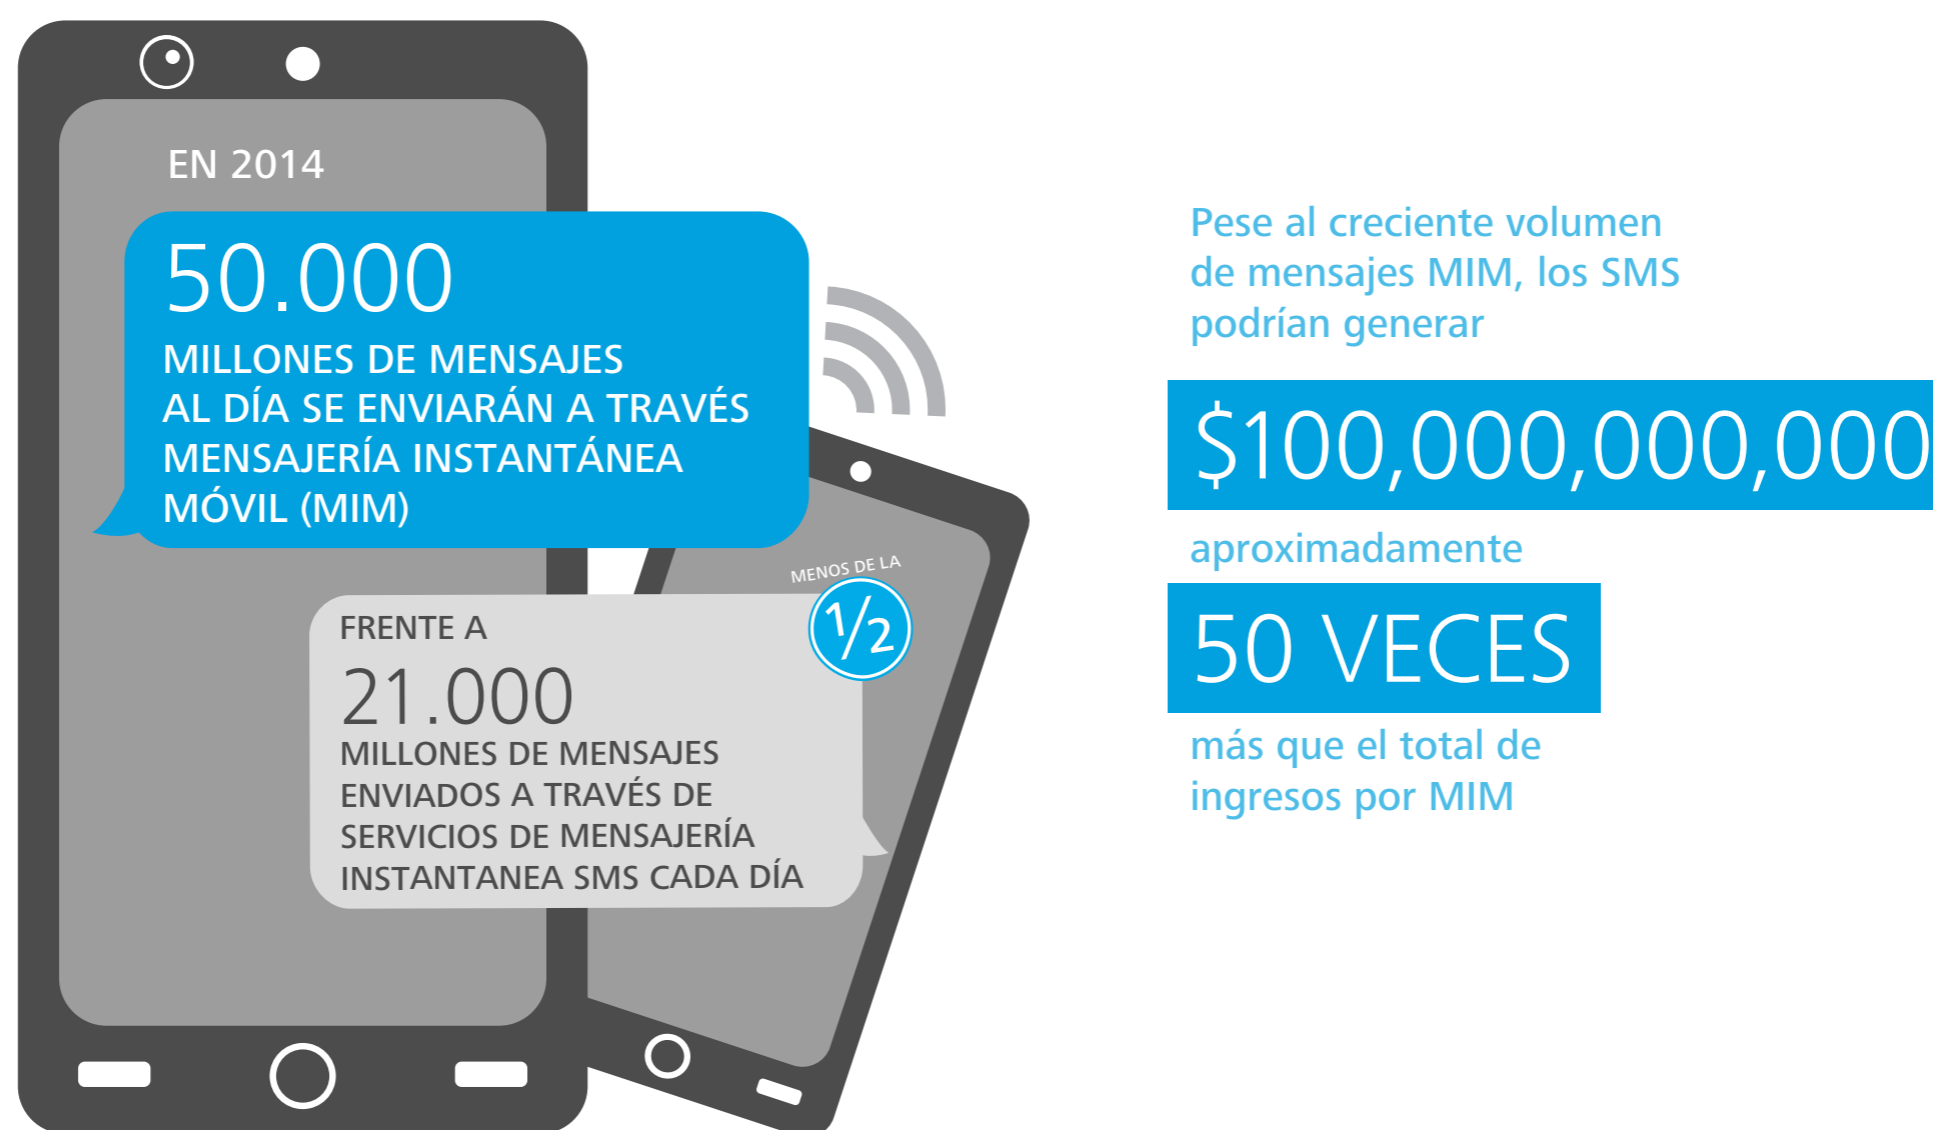 EN 2014
50.000
MILLONES DE MENSAJES
AL DÍA SE ENVIARÁN A TRAVÉS
MENSAJERÍA INSTANTÁNEA
MÓVIL (MIM)
MENOS DE LA
1/2
FRENTE A
21.000
MILLONES DE MENSAJES
ENVIADOS A TRAVÉS DE
SERVICIOS DE MENSAJERÍA
INSTANTANEA SMS CADA DÍA
Pese al creciente volumen
de mensajes MIM, los SMS
podrían generar
$100,000,000,000
aproximadamente
50 VECES
más que el total de
ingresos por MIM